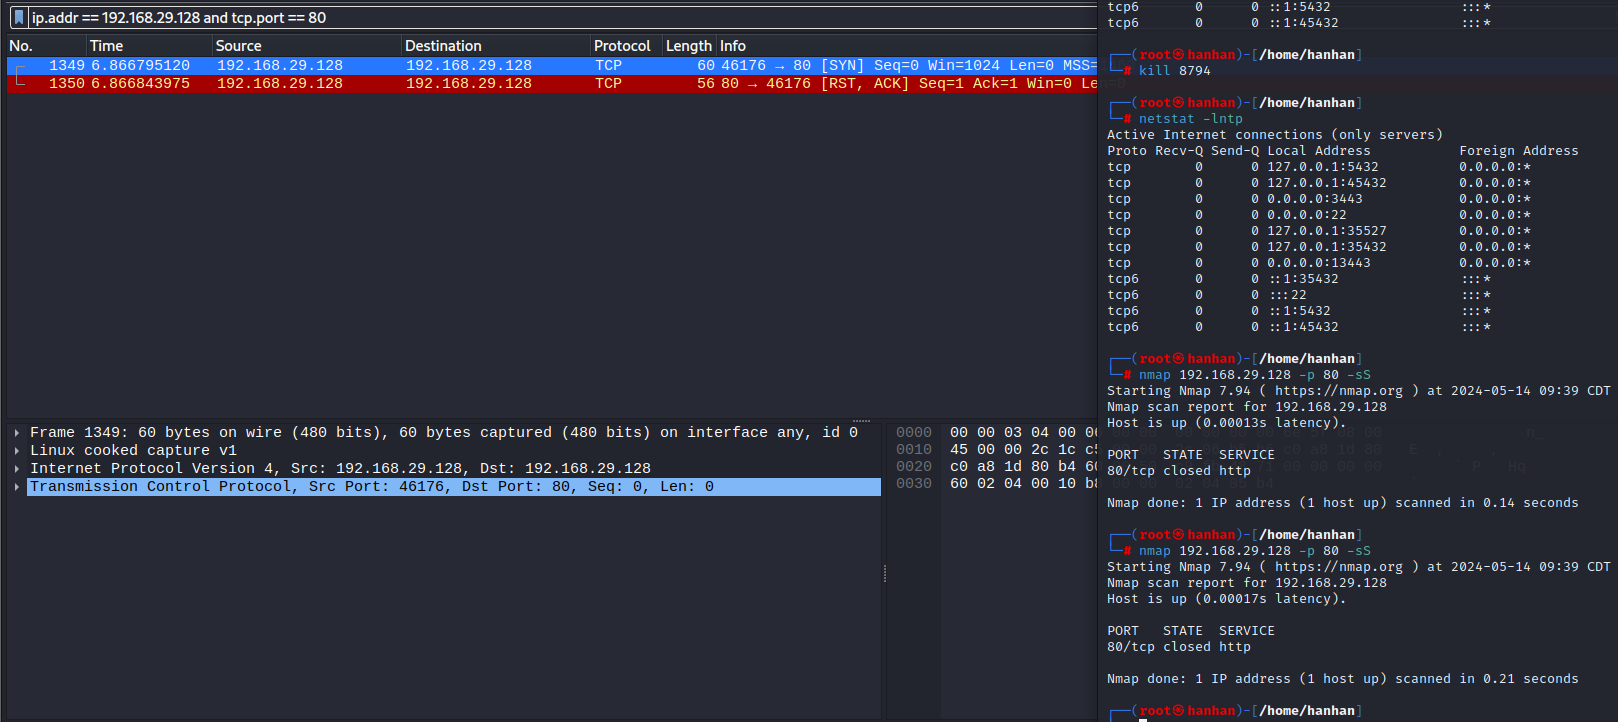 ip.addr == 192.168.29.128 and tcp.port == 80
No. Time Source Destination Protocol Length Info
1349 6.866795120 192.168.29.128 192.168.29.128 TCP 60 46176 → 80 [SYN] Seq=0 Win=1024 Len=0 MSS=
1350 6.866843975 192.168.29.128 192.168.29.128 TCP 56 80 → 46176 [RST, ACK] Seq=1 Ack=1 Win=0 Len=
Frame 1349: 60 bytes on wire (480 bits), 60 bytes captured (480 bits) on interface any, id 0
Linux cooked capture v1
Internet Protocol Version 4, Src: 192.168.29.128, Dst: 192.168.29.128
Transmission Control Protocol, Src Port: 46176, Dst Port: 80, Seq: 0, Len: 0
0000 00 00 03 04 00 06
0010 45 00 00 2c 1c c5
0020 c0 a8 1d 80 b4 60
0030 60 02 04 00 10 b8
tcp6 0 0 ::1:5432 :::*
tcp6 0 0 ::1:45432 :::*
┌──(root㉿hanhan)-[/home/hanhan]
└─# kill 8794
┌──(root㉿hanhan)-[/home/hanhan]
└─# netstat -lntp
Active Internet connections (only servers)
Proto Recv-Q Send-Q Local Address Foreign Address
tcp 0 0 127.0.0.1:5432 0.0.0.0:*
tcp 0 0 127.0.0.1:45432 0.0.0.0:*
tcp 0 0 0.0.0.0:3443 0.0.0.0:*
tcp 0 0 0.0.0.0:22 0.0.0.0:*
tcp 0 0 127.0.0.1:35527 0.0.0.0:*
tcp 0 0 127.0.0.1:35432 0.0.0.0:*
tcp 0 0 0.0.0.0:13443 0.0.0.0:*
tcp6 0 0 ::1:35432 :::*
tcp6 0 0 :::22 :::*
tcp6 0 0 ::1:5432 :::*
tcp6 0 0 ::1:45432 :::*
┌──(root㉿hanhan)-[/home/hanhan]
└─# nmap 192.168.29.128 -p 80 -sS
Starting Nmap 7.94 ( https://nmap.org ) at 2024-05-14 09:39 CDT
Nmap scan report for 192.168.29.128
Host is up (0.00013s latency).
PORT STATE SERVICE
80/tcp closed http
Nmap done: 1 IP address (1 host up) scanned in 0.14 seconds
┌──(root㉿hanhan)-[/home/hanhan]
└─# nmap 192.168.29.128 -p 80 -sS
Starting Nmap 7.94 ( https://nmap.org ) at 2024-05-14 09:39 CDT
Nmap scan report for 192.168.29.128
Host is up (0.00017s latency).
PORT STATE SERVICE
80/tcp closed http
Nmap done: 1 IP address (1 host up) scanned in 0.21 seconds
┌──(root㉿hanhan)-[/home/hanhan]